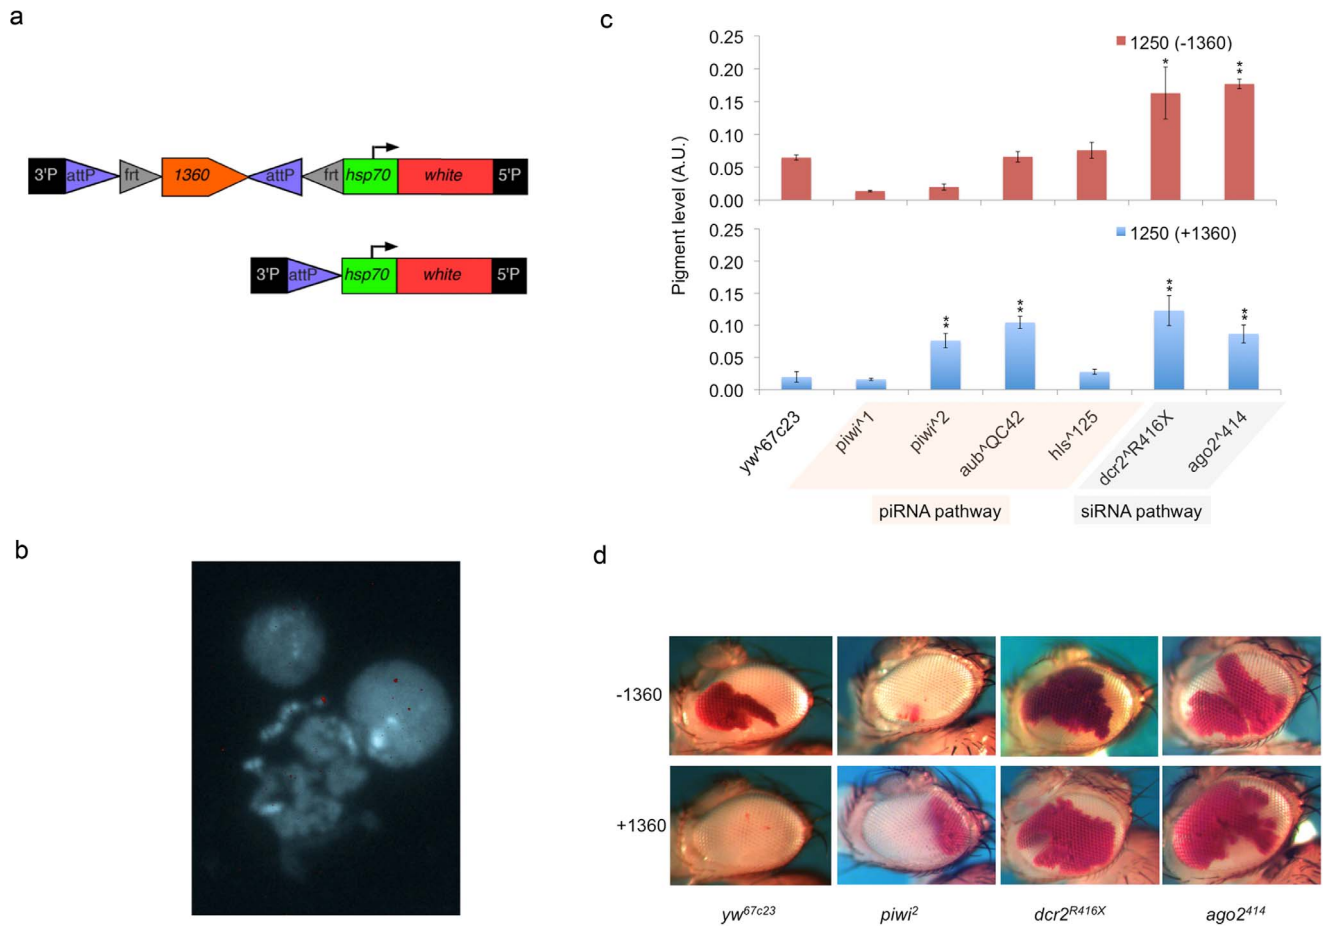 a
3'P attP frt 1360 attP frt hsp70 white 5'P
3'P attP hsp70 white 5'P
b
c
Pigment level (A.U.)
1250 (-1360)
0.25
0.20
0.15
0.10
0.05
0.00
* ** 
1250 (+1360)
0.25
0.20
0.15
0.10
0.05
0.00
** ** ** **
yw^67c23 piwi^1 piwi^2 aub^QC42 hls^125 dcr2^R416X ago2^414
piRNA pathway siRNA pathway
d
-1360
+1360
yw67c23 piwi2 dcr2R416X ago2414